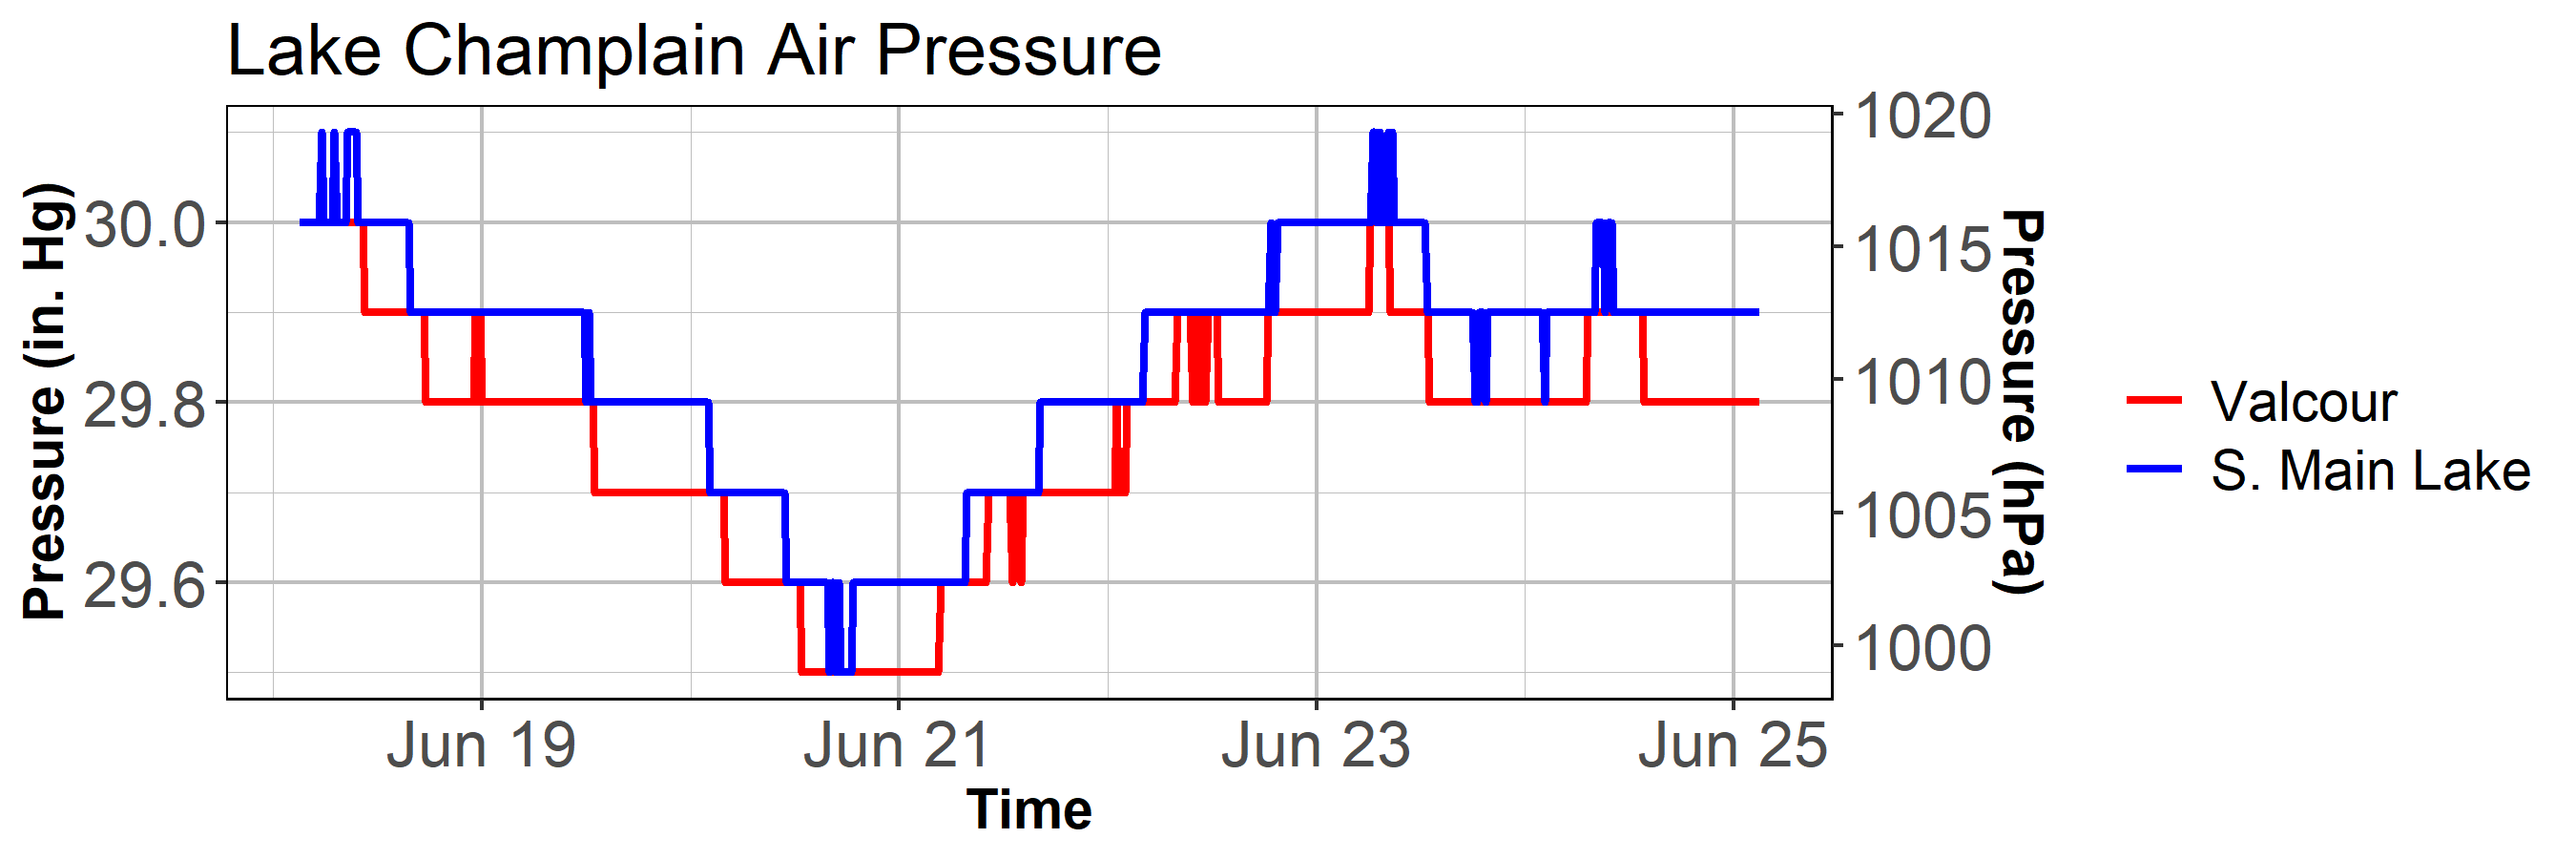 Lake Champlain Air Pressure
Pressure (in. Hg)
30.0
29.8
29.6
1020
1015
1010
1005
1000
Pressure (hPa)
Jun 19
Jun 21
Jun 23
Jun 25
Time
Valcour
S. Main Lake